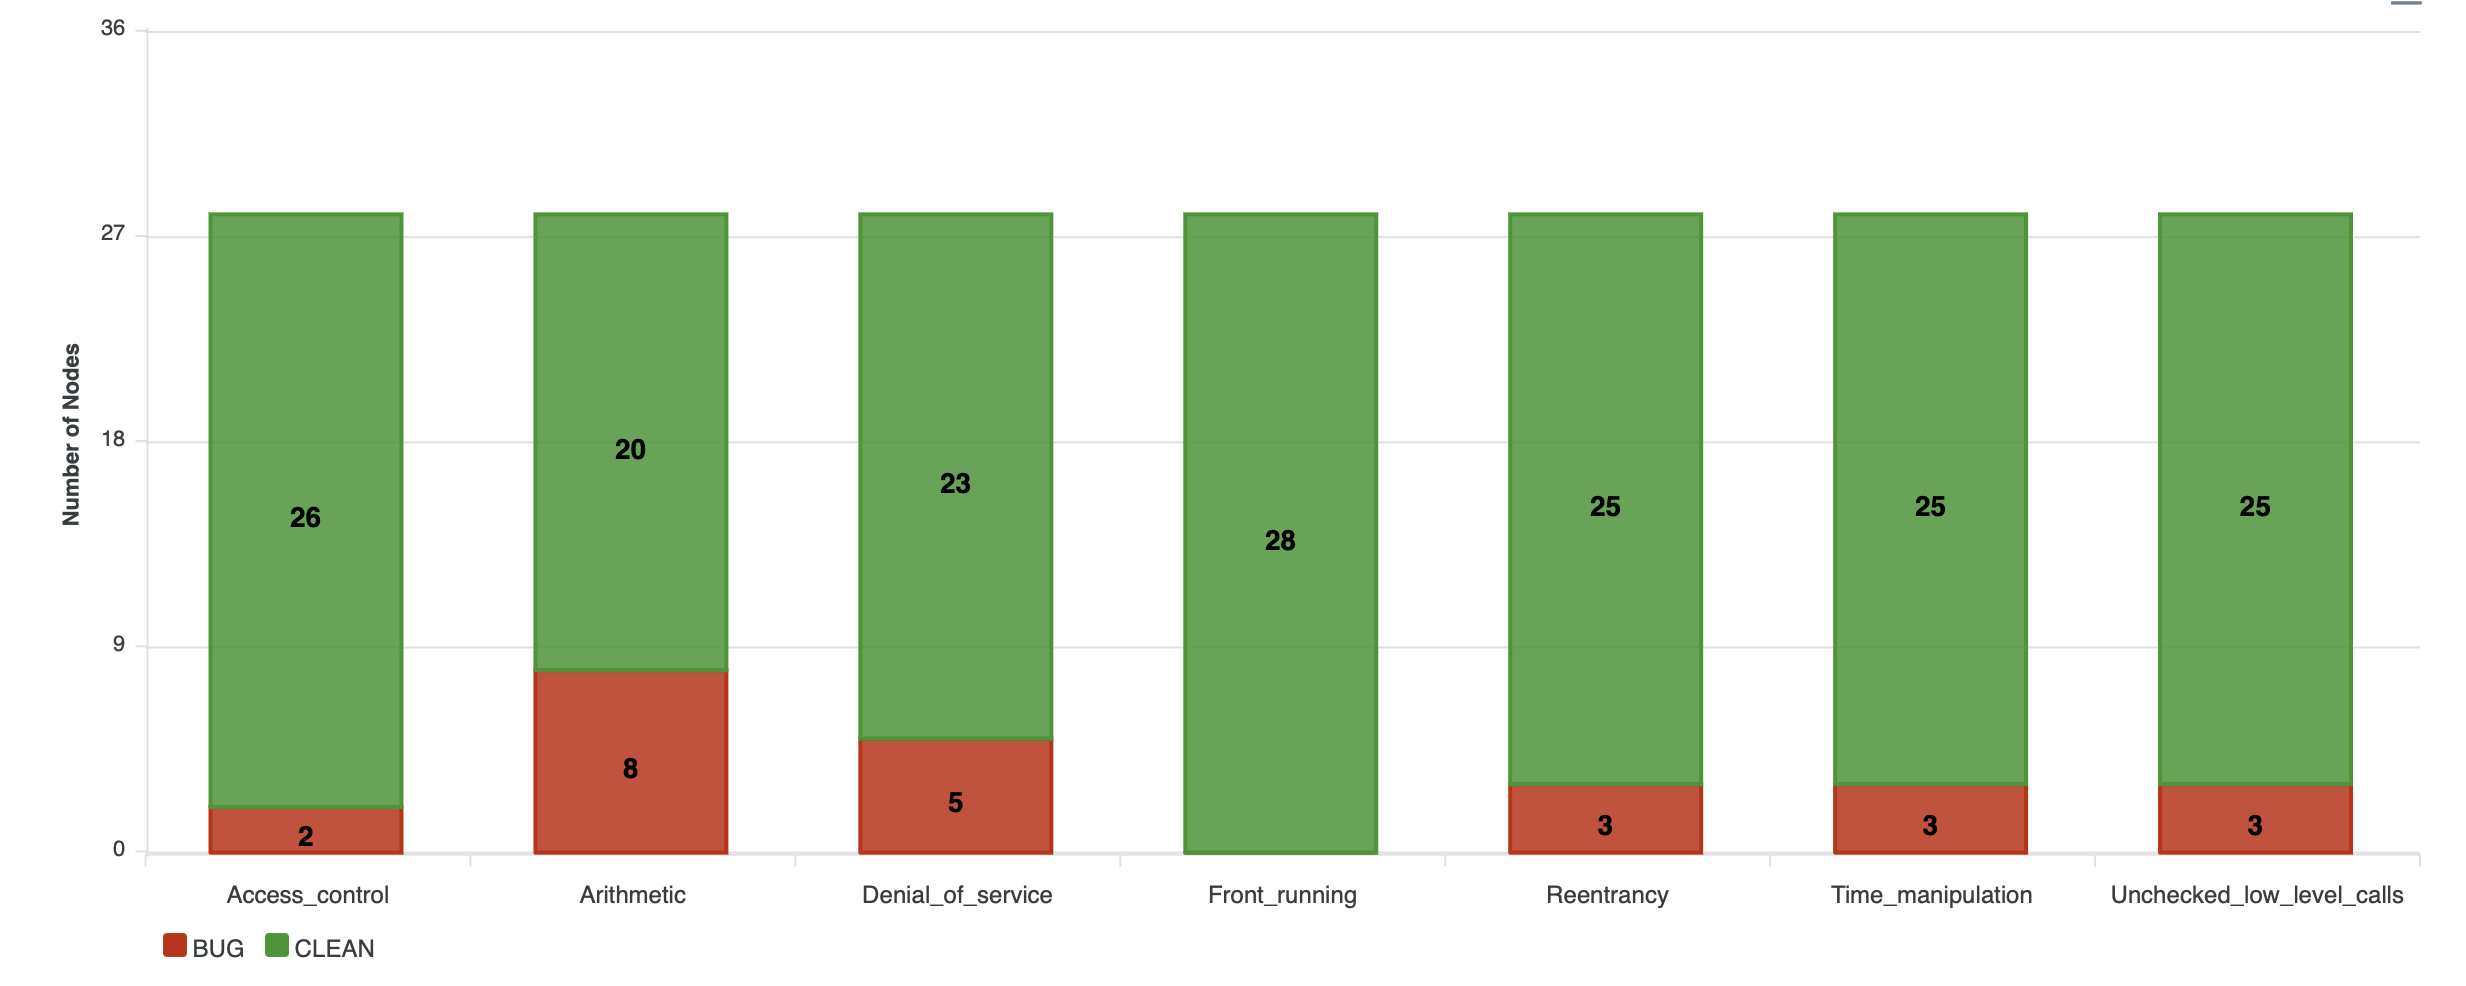 36
27
18
9
0
Number of Nodes
26
20
23
28
25
25
25
2
8
5
3
3
3
Access_control
Arithmetic
Denial_of_service
Front_running
Reentrancy
Time_manipulation
Unchecked_low_level_calls
BUG
CLEAN